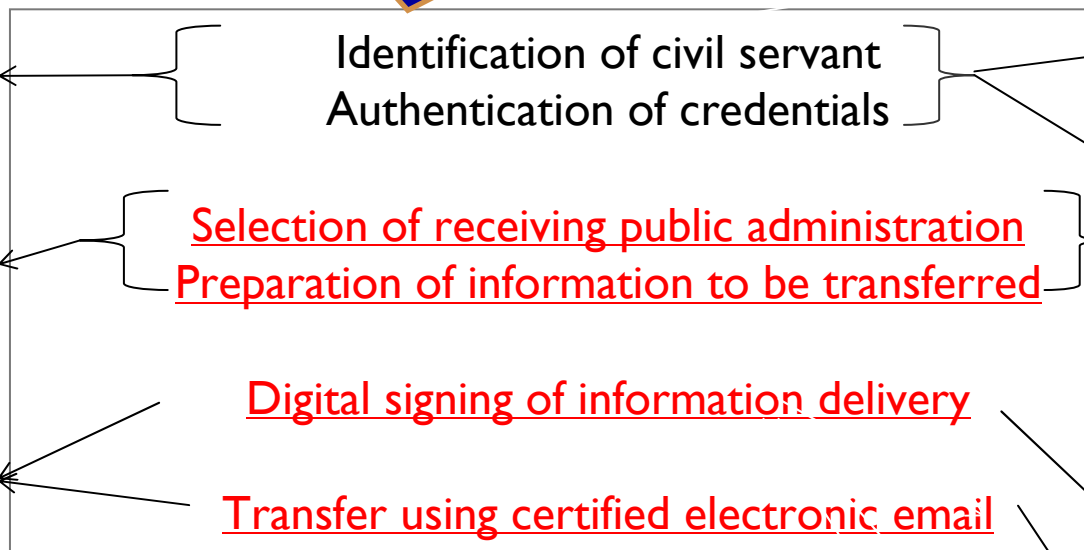 Identification of civil servant
Authentication of credentials
Selection of receiving public administration
Preparation of information to be transferred
Digital signing of information delivery
Transfer using certified electronic email